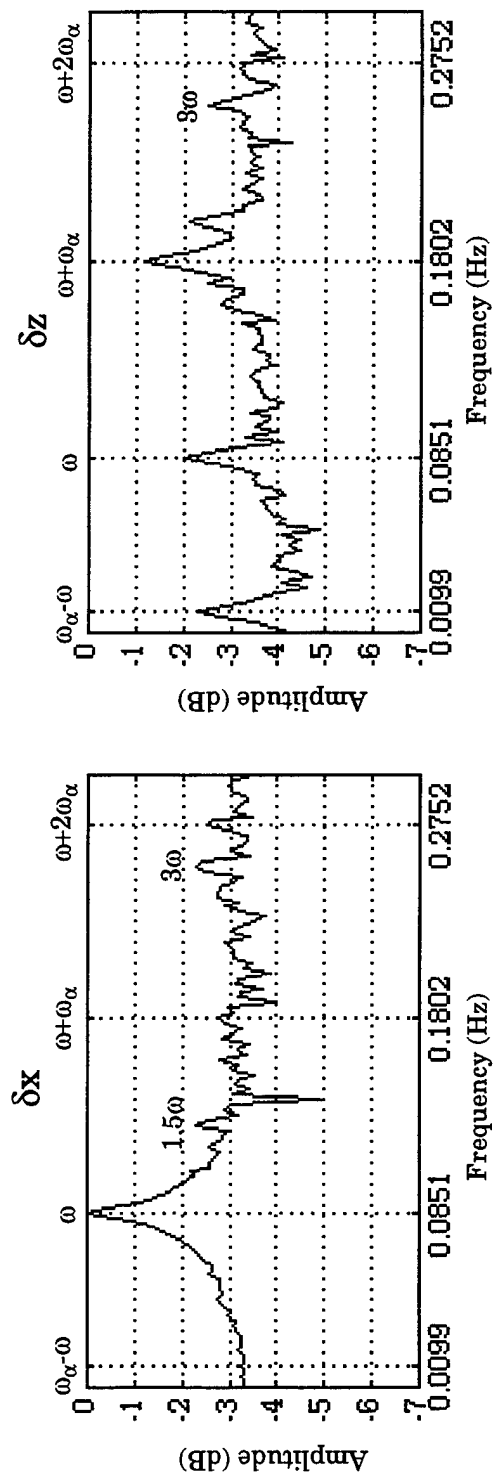 δx
ωα-ω
ω
ω+ωα
ω+2ωα
1.5ω
3ω
0
-1
-2
-3
-4
-5
-6
-7
Amplitude (dB)
0.0099
0.0851
0.1802
0.2752
Frequency (Hz)
δz
ωα-ω
ω
ω+ωα
ω+2ωα
3ω
0
-1
-2
-3
-4
-5
-6
-7
Amplitude (dB)
0.0099
0.0851
0.1802
0.2752
Frequency (Hz)